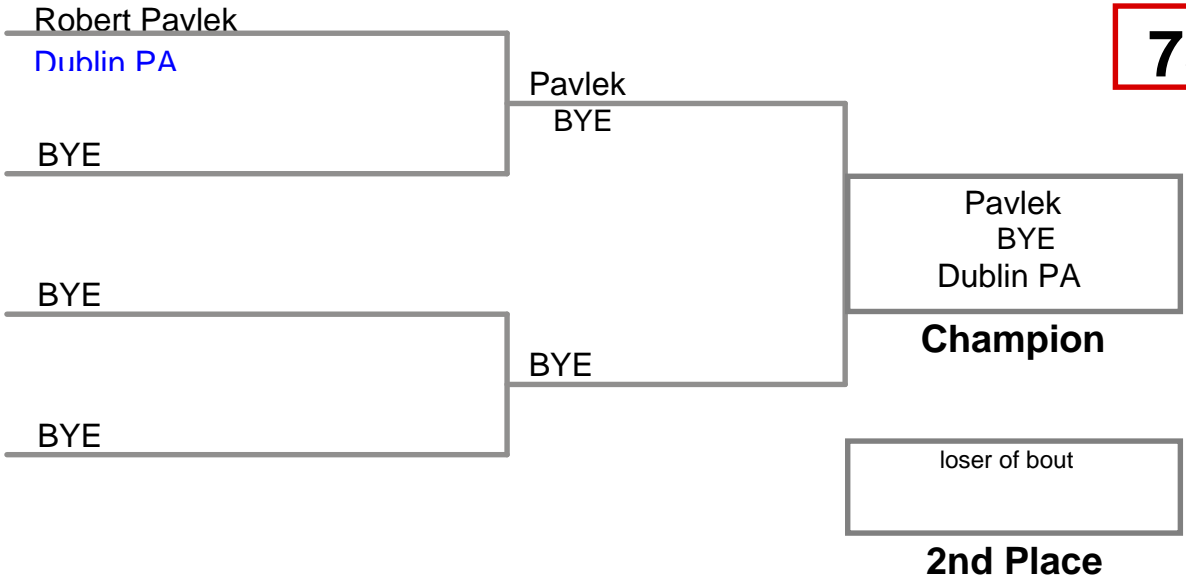 Robert Pavlek
Dublin PA
7
Pavlek
BYE
BYE
Pavlek
BYE
Dublin PA
BYE
Champion
BYE
BYE
loser of bout
2nd Place